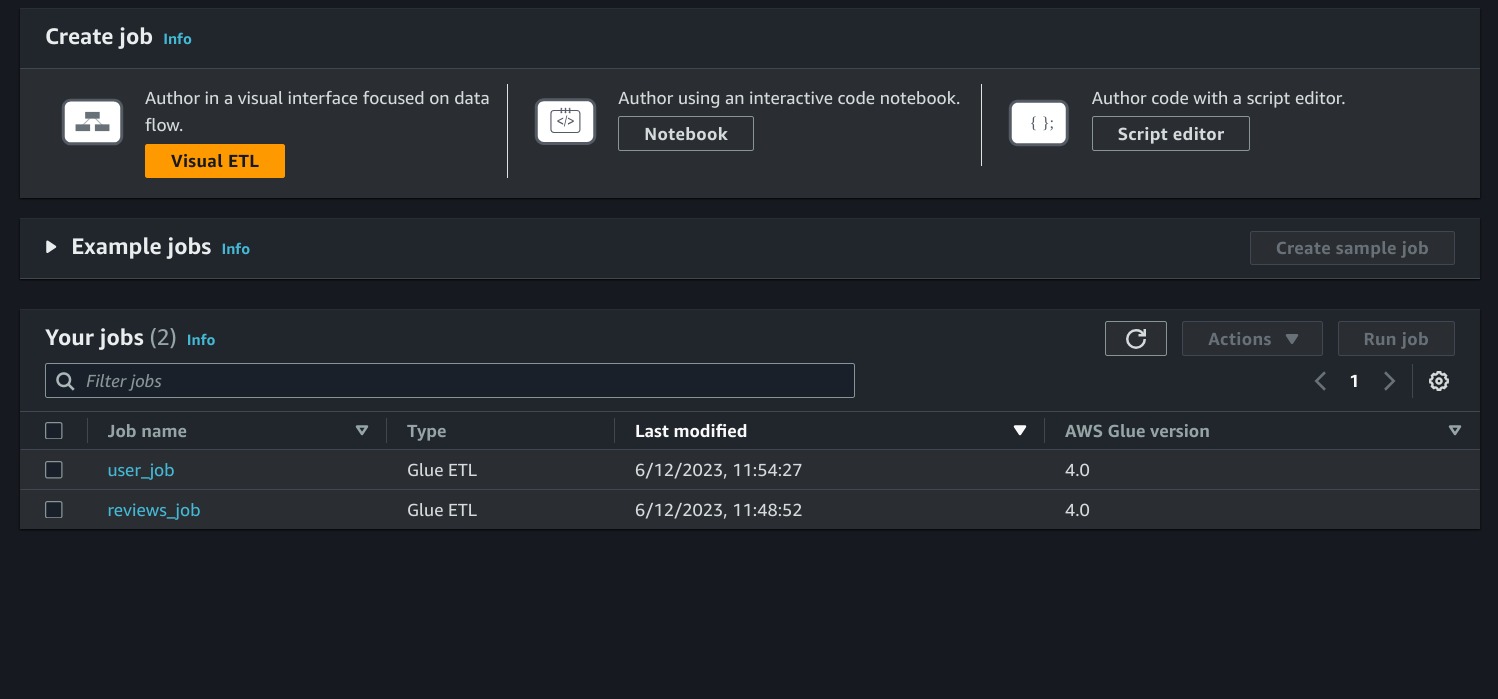 Create job Info
Author in a visual interface focused on data
flow.
Visual ETL
</>
Author using an interactive code notebook.
Notebook
{ };
Author code with a script editor.
Script editor
Example jobs Info
Create sample job
Your jobs (2) Info
Actions
Run job
Filter jobs
1
Job name Type Last modified AWS Glue version
user_job Glue ETL 6/12/2023, 11:54:27 4.0
reviews_job Glue ETL 6/12/2023, 11:48:52 4.0